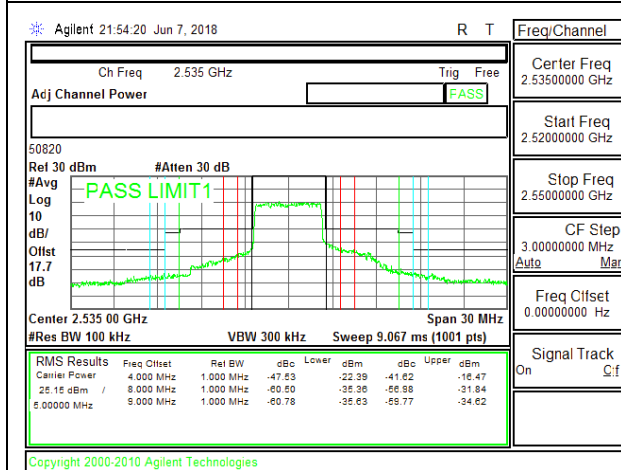 Agilent 21:54:20 Jun 7, 2018 R T
Freq/Channel
Ch Freq 2.535 GHz Trig Free
Adj Channel Power PASS
Center Freq
2.53500000 GHz
Start Freq
2.52000000 GHz
Stop Freq
2.55000000 GHz
CF Step
3.00000000 MHz
Auto Man
Freq Offset
0.00000000 Hz
Signal Track
On Off
50820
Ref 30 dBm #Atten 30 dB
#Avg
Log
10
dB/
Offst
17.7
dB
PASS LIMIT1
Center 2.535 00 GHz Span 30 MHz
#Res BW 100 kHz VBW 300 kHz Sweep 9.067 ms (1001 pts)
RMS Results Freq Offset Ref BW dBc Lower dBm dBc Upper dBm
Carrier Power 4.000 MHz 1.000 MHz -47.53 -22.39 -41.62 -16.47
25.15 dBm / 8.000 MHz 1.000 MHz -60.50 -35.36 -56.98 -31.84
5.00000 MHz 9.000 MHz 1.000 MHz -60.78 -35.63 -59.77 -34.62
Copyright 2000-2010 Agilent Technologies